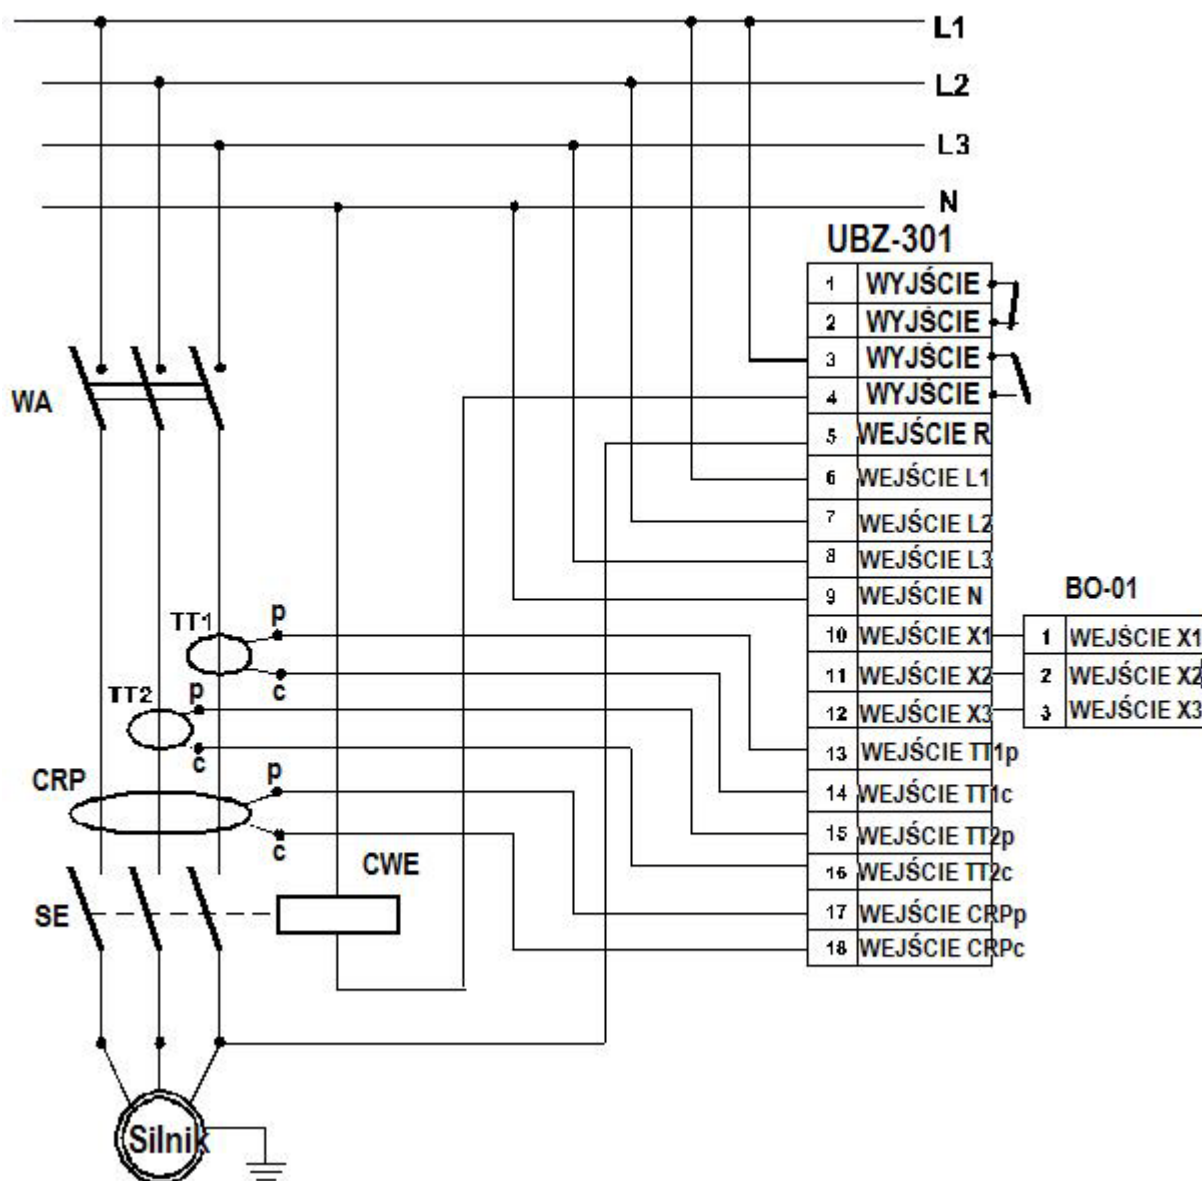 L1
L2
L3
N
UBZ-301
1 WYJŚCIE
2 WYJŚCIE
3 WYJŚCIE
4 WYJŚCIE
5 WEJŚCIE R
6 WEJŚCIE L1
7 WEJŚCIE L2
8 WEJŚCIE L3
9 WEJŚCIE N
10 WEJŚCIE X1
11 WEJŚCIE X2
12 WEJŚCIE X3
13 WEJŚCIE TT1p
14 WEJŚCIE TT1c
15 WEJŚCIE TT2p
16 WEJŚCIE TT2c
17 WEJŚCIE CRPp
18 WEJŚCIE CRPc
BO-01
1 WEJŚCIE X1
2 WEJŚCIE X2
3 WEJŚCIE X3
WA
TT1
p
c
TT2
p
c
CRP
p
c
CWE
SE
Silnik